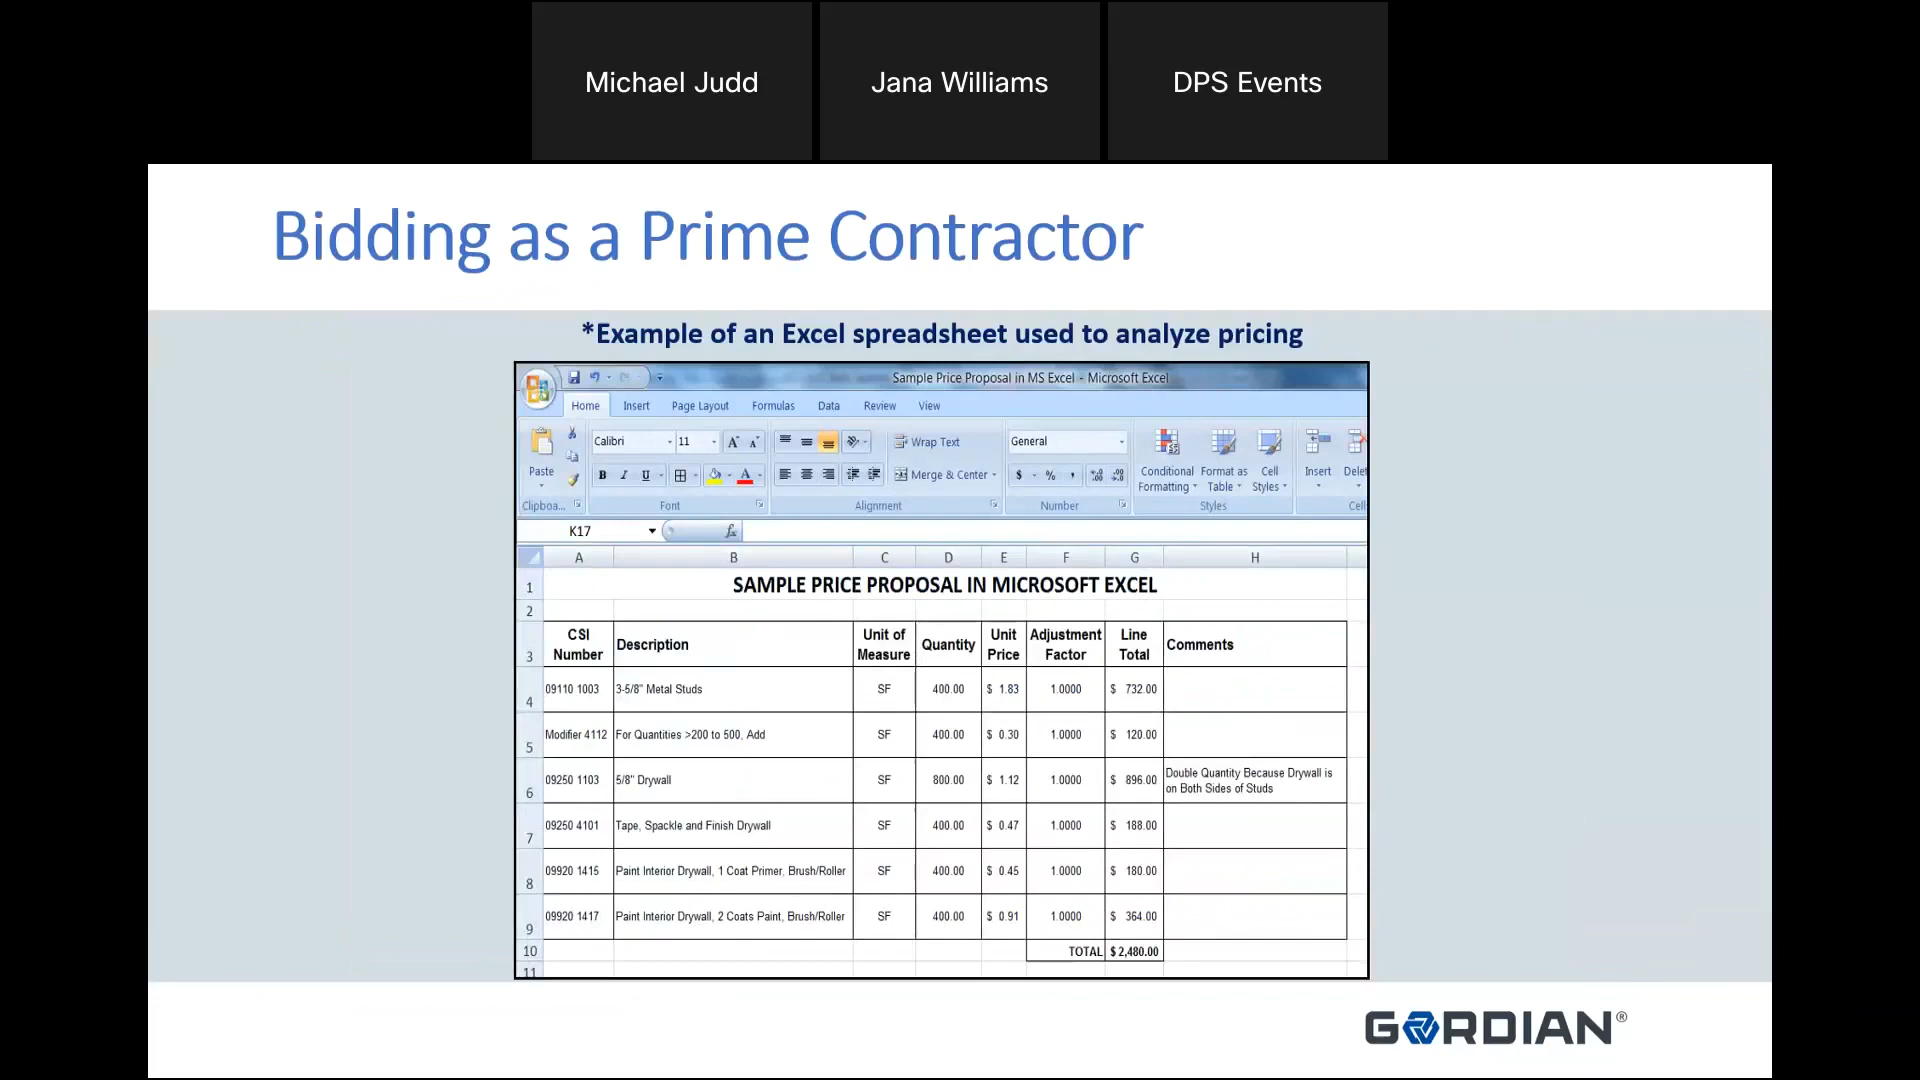 Michael Judd
Jana Williams
DPS Events
Bidding as a Prime Contractor
*Example of an Excel spreadsheet used to analyze pricing
Sample Price Proposal in MS Excel - Microsoft Excel
Home Insert Page Layout Formulas Data Review View
Calibri 11 Wrap Text General
Paste B I U Merge & Center $ % , Conditional Formatting Format as Table Cell Styles Insert Delet
Clipboa... Font Alignment Number Styles Cell
K17 fx
A B C D E F G H
1 SAMPLE PRICE PROPOSAL IN MICROSOFT EXCEL
2
3 CSI Number Description Unit of Measure Quantity Unit Price Adjustment Factor Line Total Comments
4 09110 1003 3-5/8" Metal Studs SF 400.00 $ 1.83 1.0000 $ 732.00
5 Modifier 4112 For Quantities >200 to 500, Add SF 400.00 $ 0.30 1.0000 $ 120.00
6 09250 1103 5/8" Drywall SF 800.00 $ 1.12 1.0000 $ 896.00 Double Quantity Because Drywall is on Both Sides of Studs
7 09250 4101 Tape, Spackle and Finish Drywall SF 400.00 $ 0.47 1.0000 $ 188.00
8 09920 1415 Paint Interior Drywall, 1 Coat Primer, Brush/Roller SF 400.00 $ 0.45 1.0000 $ 180.00
9 09920 1417 Paint Interior Drywall, 2 Coats Paint, Brush/Roller SF 400.00 $ 0.91 1.0000 $ 364.00
10 TOTAL $ 2,480.00
11
GORDIAN®